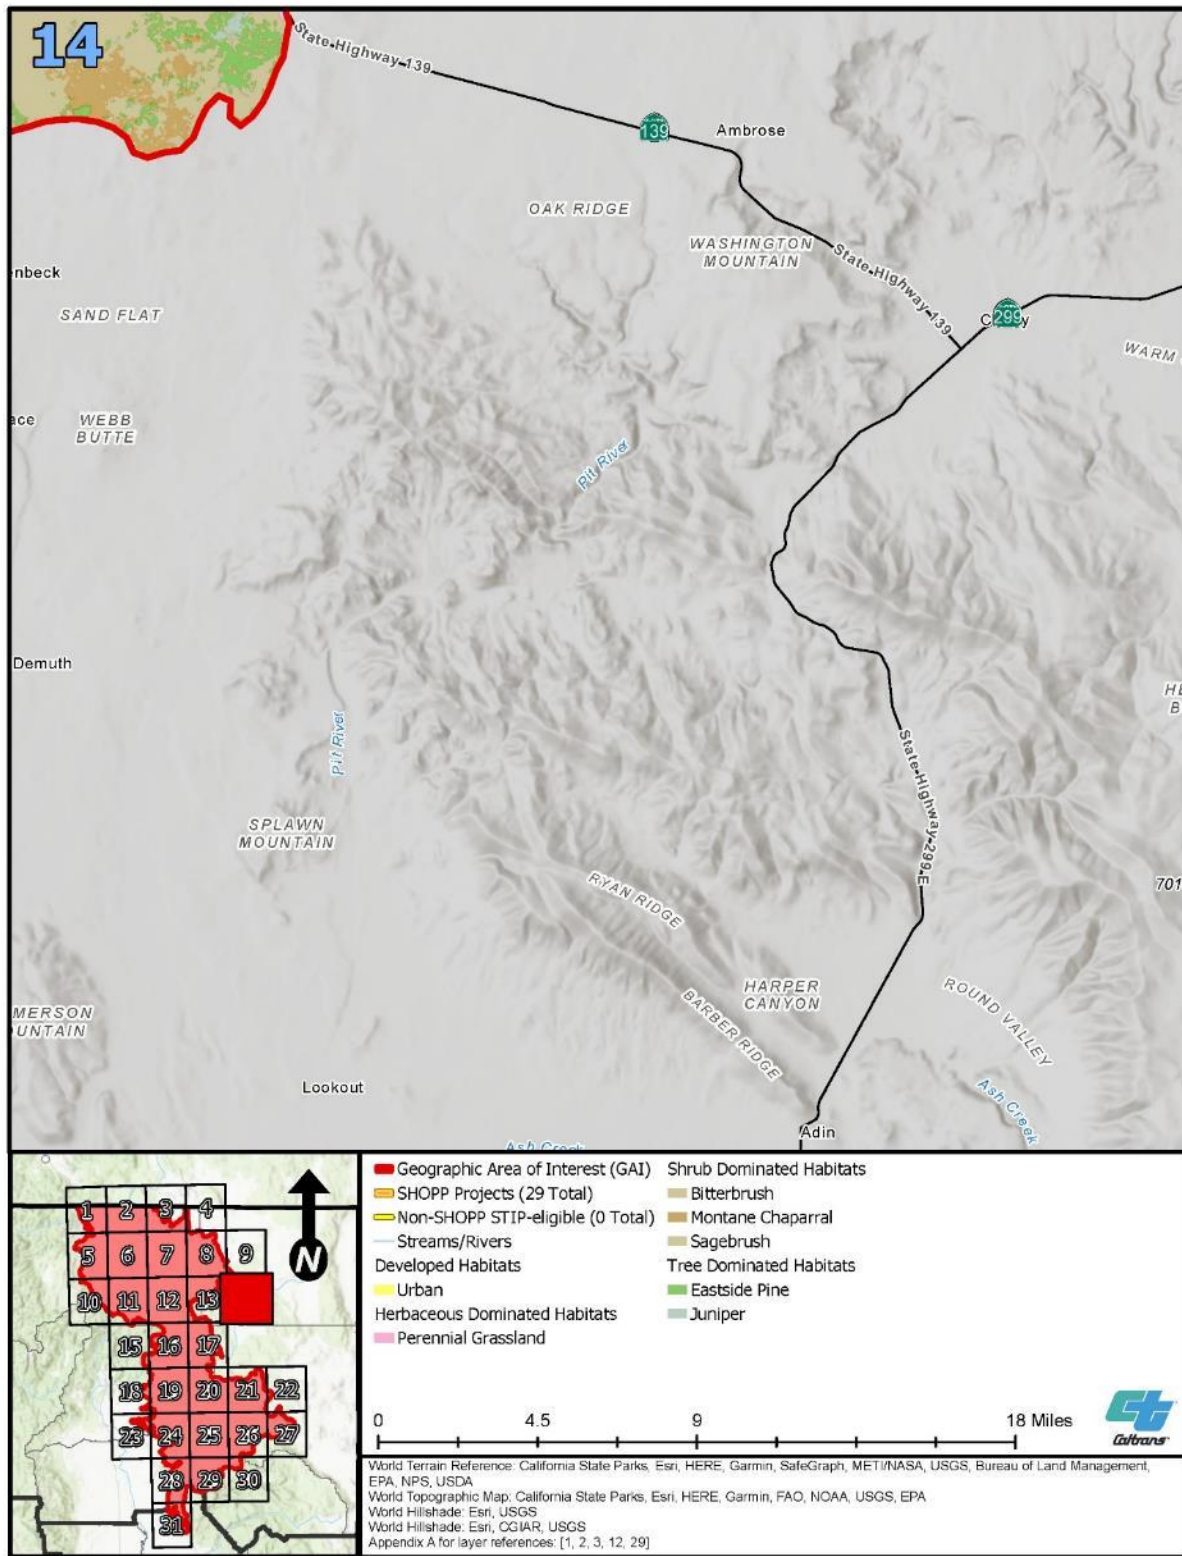 14
State Highway 139
139
Ambrose
OAK RIDGE
WASHINGTON
MOUNTAIN
State Highway 139
nbeck
299
SAND FLAT
WARM
ace
WEBB
BUTTE
Pit River
Demuth
HE
B
Pit River
State Highway 299 E
SPLAWN
MOUNTAIN
RYAN RIDGE
701
HARPER
CANYON
ROUND VALLEY
MERSON
UNTAIN
BARBER RIDGE
Lookout
Ash Creek
Adin
Ash Creek
1 2 3 4
5 6 7 8 9
10 11 12 13
15 16 17
18 19 20 21 22
23 24 25 26 27
28 29 30
31
N
Geographic Area of Interest (GAI)
SHOPP Projects (29 Total)
Non-SHOPP STIP-eligible (0 Total)
Streams/Rivers
Developed Habitats
Urban
Herbaceous Dominated Habitats
Perennial Grassland
Shrub Dominated Habitats
Bitterbrush
Montane Chaparral
Sagebrush
Tree Dominated Habitats
Eastside Pine
Juniper
0 4.5 9 18 Miles
Caltrans
World Terrain Reference: California State Parks, Esri, HERE, Garmin, SafeGraph, METI/NASA, USGS, Bureau of Land Management,
EPA, NPS, USDA
World Topographic Map: California State Parks, Esri, HERE, Garmin, FAO, NOAA, USGS, EPA
World Hillshade: Esri, USGS
World Hillshade: Esri, CGIAR, USGS
Appendix A for layer references: [1, 2, 3, 12, 29]